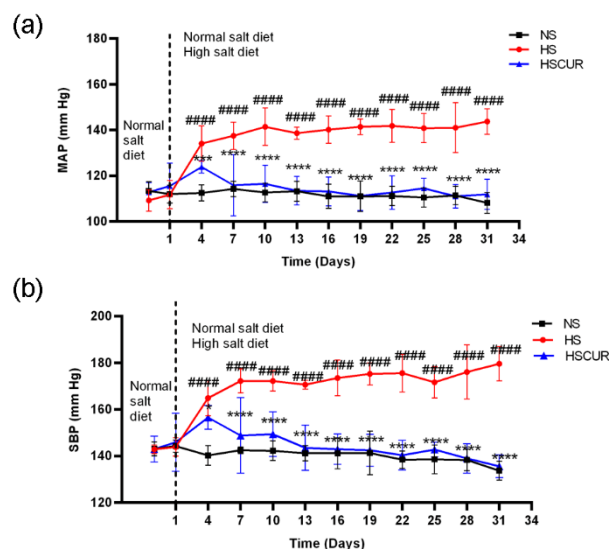 (a)
Normal salt diet
High salt diet
NS
HS
HSCUR
180
160
140
120
100
MAP (mm Hg)
Normal
salt
diet
#### #### #### #### #### #### #### #### #### ####
*** **** **** **** **** **** **** **** **** ****
1 4 7 10 13 16 19 22 25 28 31 34
Time (Days)
(b)
Normal salt diet
High salt diet
NS
HS
HSCUR
200
180
160
140
120
SBP (mm Hg)
Normal
salt
diet
#### #### #### #### #### #### #### #### #### ####
* **** **** **** **** **** **** **** **** ****
1 4 7 10 13 16 19 22 25 28 31 34
Time (Days)